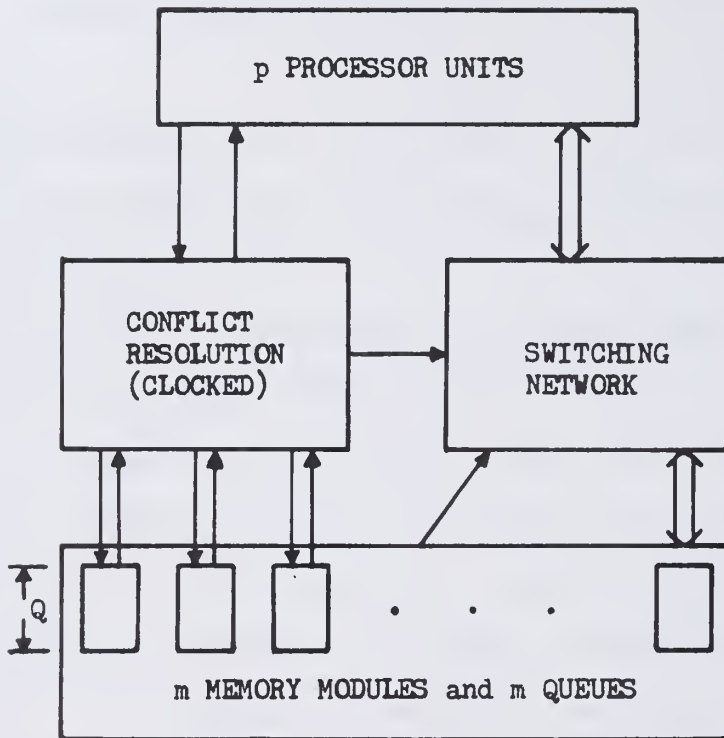 p PROCESSOR UNITS
CONFLICT
RESOLUTION
(CLOCKED)
SWITCHING
NETWORK
Q
m MEMORY MODULES and m QUEUES